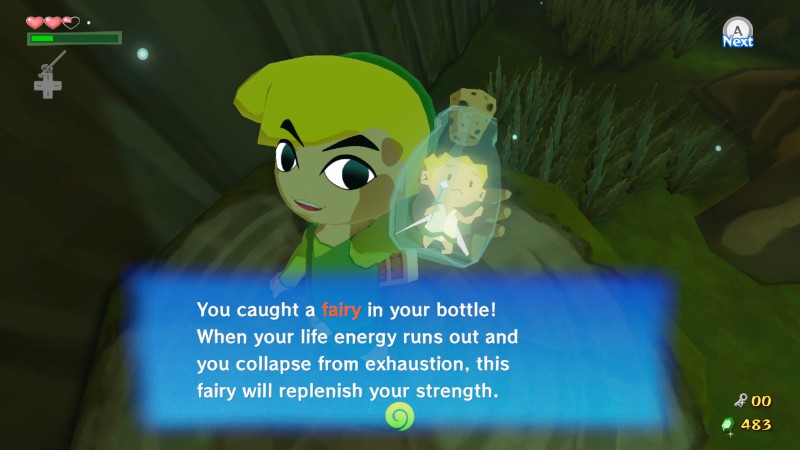 A
Next
You caught a fairy in your bottle!
When your life energy runs out and
you collapse from exhaustion, this
fairy will replenish your strength.
00
483